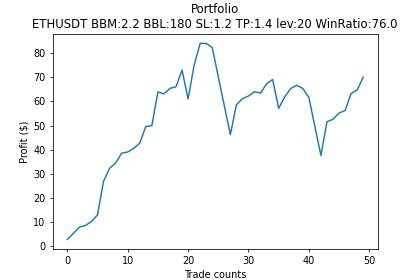 Portfolio
ETHUSDT BBM:2.2 BBL:180 SL:1.2 TP:1.4 lev:20 WinRatio:76.0
80
70
60
50
40
30
20
10
0
Profit ($)
0 10 20 30 40 50
Trade counts